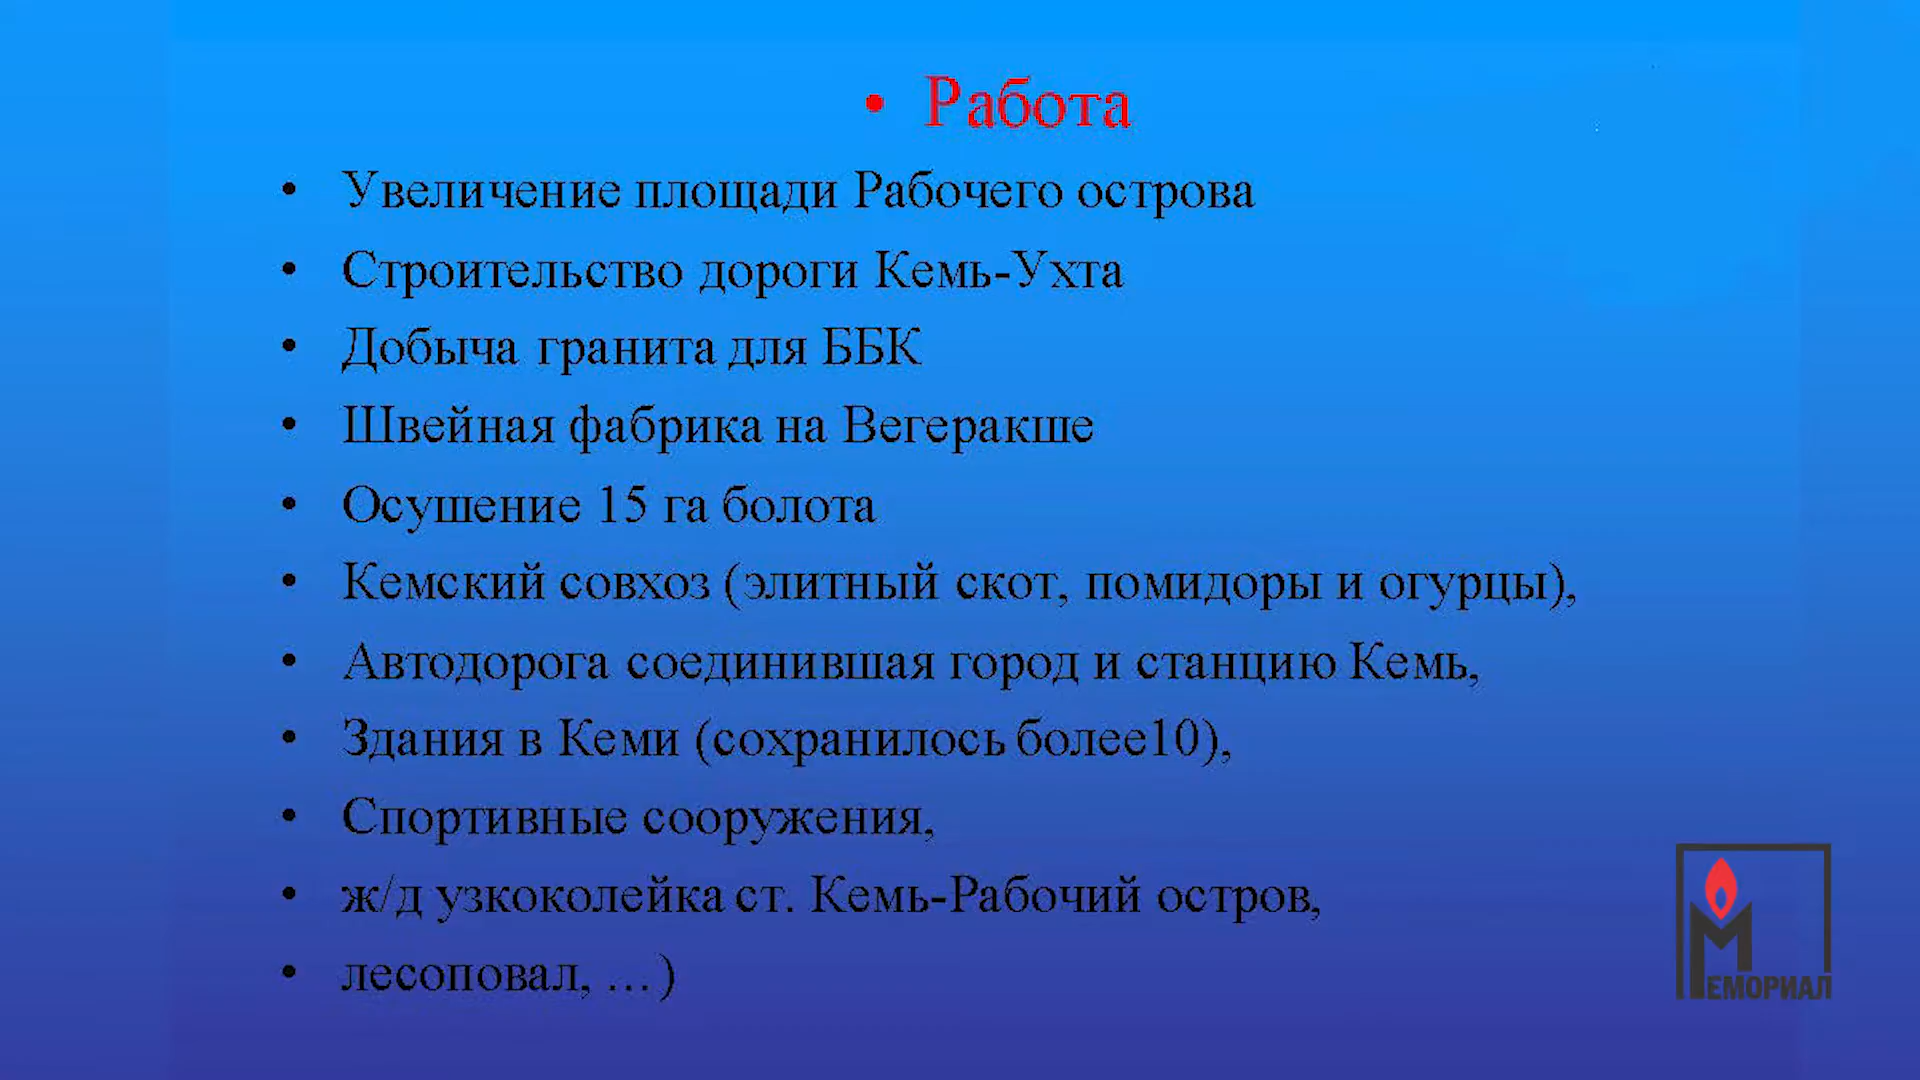 • Работа
• Увеличение площади Рабочего острова
• Строительство дороги Кемь-Ухта
• Добыча гранита для ББК
• Швейная фабрика на Вегеракше
• Осушение 15 га болота
• Кемский совхоз (элитный скот, помидоры и огурцы),
• Автодорога соединившая город и станцию Кемь,
• Здания в Кеми (сохранилось более10),
• Спортивные сооружения,
• ж/д узкоколейка ст. Кемь-Рабочий остров,
• лесоповал, …)
МЕМОРИАЛ